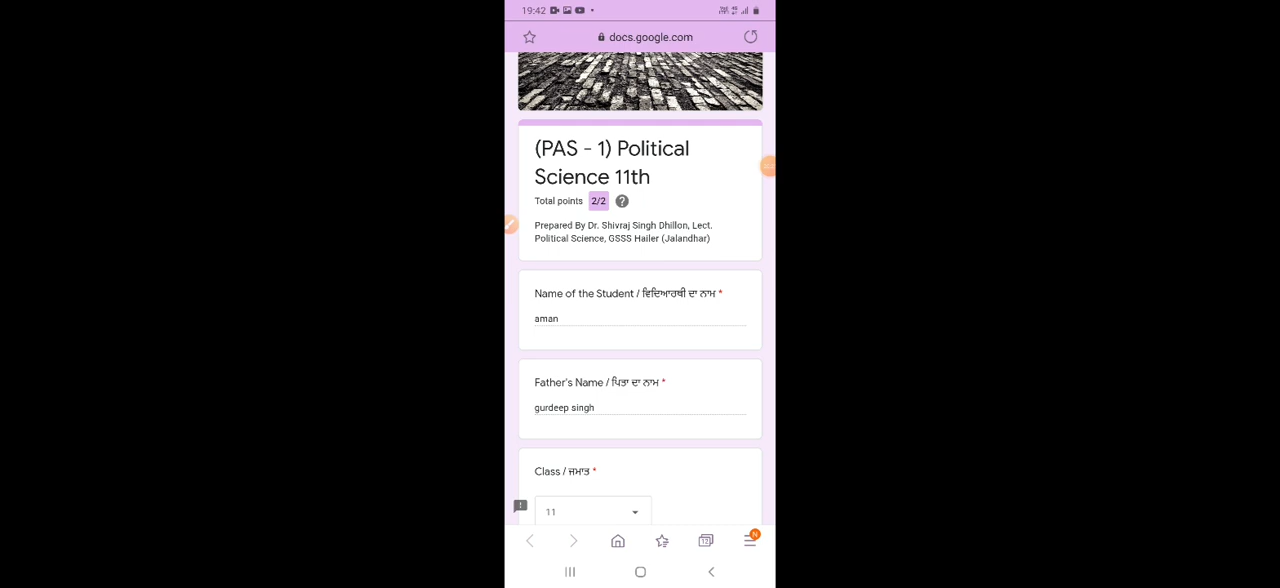 19:42
docs.google.com
(PAS - 1) Political
Science 11th
Total points 2/2 ?
Prepared By Dr. Shivraj Singh Dhillon, Lect.
Political Science, GSSS Hailer (Jalandhar)
Name of the Student / ਵਿਦਿਆਰਥੀ ਦਾ ਨਾਮ *
aman
Father's Name / ਪਿਤਾ ਦਾ ਨਾਮ *
gurdeep singh
Class / ਜਮਾਤ *
11
12
N